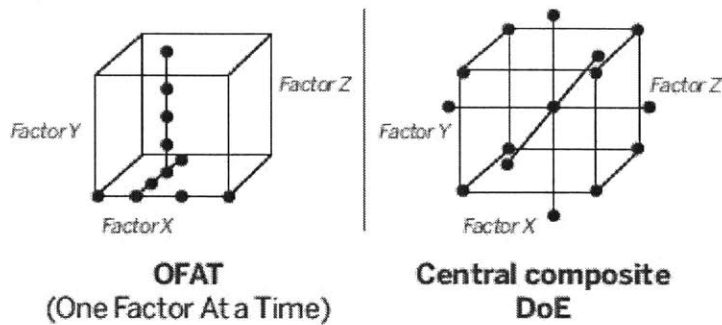 Factor Y
Factor Z
Factor X
OFAT
(One Factor At a Time)
Factor Y
Factor Z
Factor X
Central composite
DoE